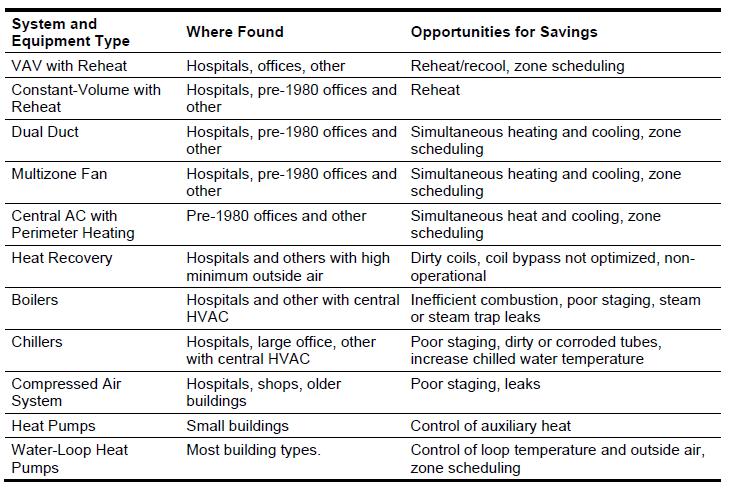 System and
Equipment Type
Where Found
Opportunities for Savings
VAV with Reheat
Hospitals, offices, other
Reheat/recool, zone scheduling
Constant-Volume with
Reheat
Hospitals, pre-1980 offices and
other
Reheat
Dual Duct
Hospitals, pre-1980 offices and
other
Simultaneous heating and cooling, zone
scheduling
Multizone Fan
Hospitals, pre-1980 offices and
other
Simultaneous heating and cooling, zone
scheduling
Central AC with
Perimeter Heating
Pre-1980 offices and other
Simultaneous heat and cooling, zone
scheduling
Heat Recovery
Hospitals and others with high
minimum outside air
Dirty coils, coil bypass not optimized, non-
operational
Boilers
Hospitals and other with central
HVAC
Inefficient combustion, poor staging, steam
or steam trap leaks
Chillers
Hospitals, large office, other
with central HVAC
Poor staging, dirty or corroded tubes,
increase chilled water temperature
Compressed Air
System
Hospitals, shops, older
buildings
Poor staging, leaks
Heat Pumps
Small buildings
Control of auxiliary heat
Water-Loop Heat
Pumps
Most building types.
Control of loop temperature and outside air,
zone scheduling